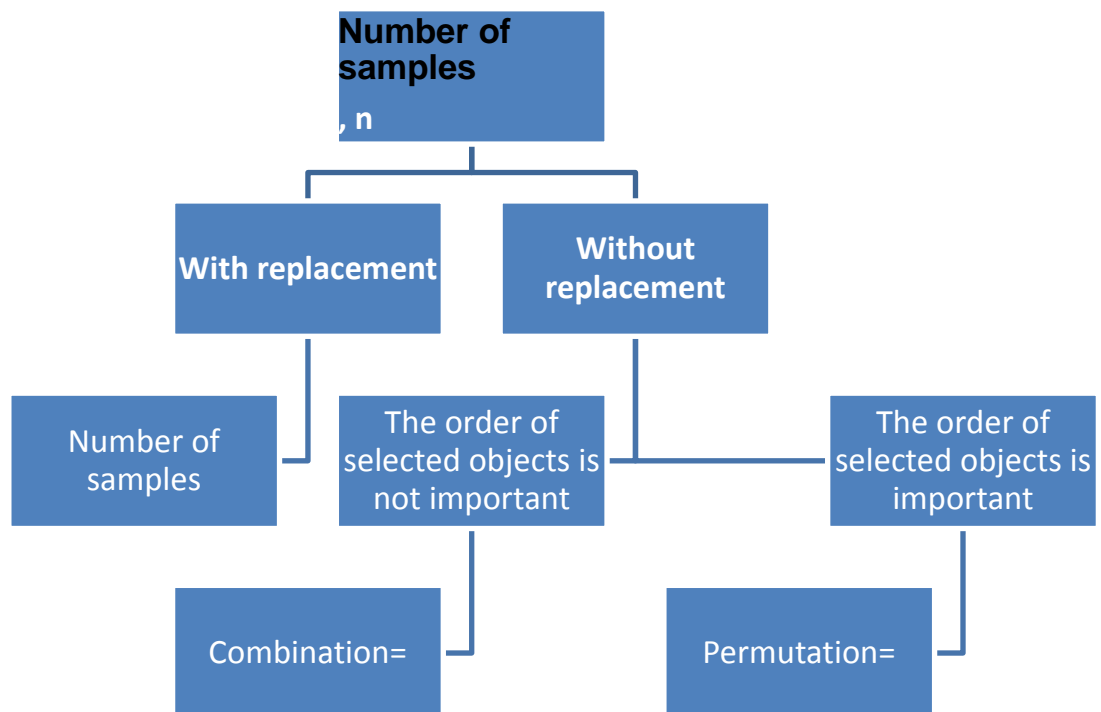 Number of
samples
, n
With replacement
Without
replacement
Number of
samples
The order of
selected objects is
not important
The order of
selected objects is
important
Combination=
Permutation=